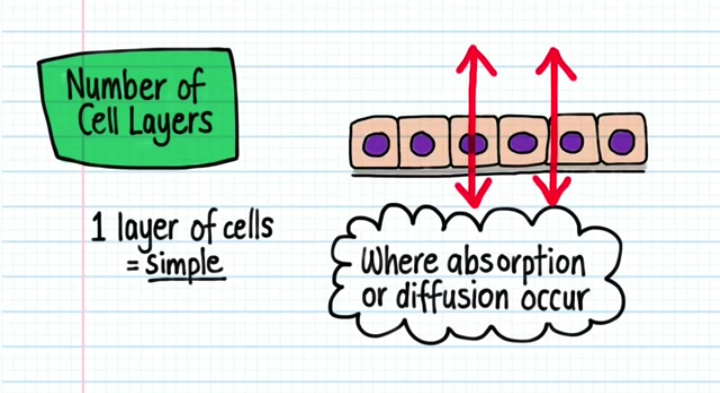 Number of
Cell Layers
1 layer of cells
= simple
Where absorption
or diffusion occur